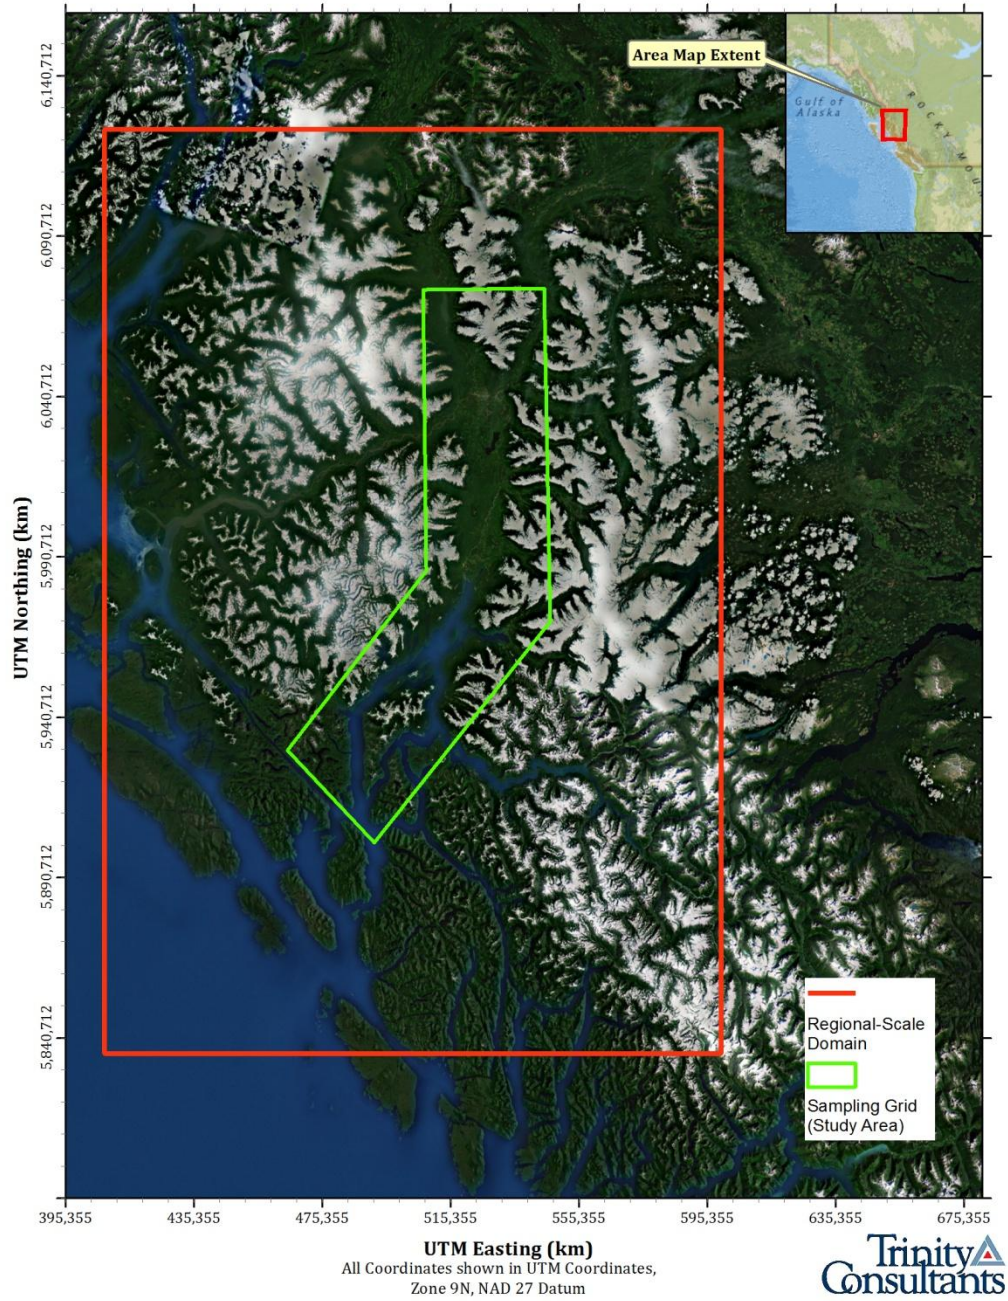 Area Map Extent
Gulf of
Alaska
ROCKY MOU
6,140,712
6,090,712
6,040,712
5,990,712
5,940,712
5,890,712
5,840,712
UTM Northing (km)
Regional-Scale
Domain
Sampling Grid
(Study Area)
395,355
435,355
475,355
515,355
555,355
595,355
635,355
675,355
UTM Easting (km)
All Coordinates shown in UTM Coordinates,
Zone 9N, NAD 27 Datum
Trinity
Consultants